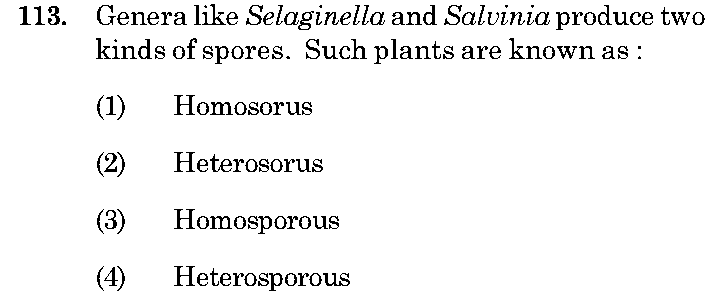 113. Genera like Selaginella and Salvinia produce two
kinds of spores. Such plants are known as :
(1) Homosorus
(2) Heterosorus
(3) Homosporous
(4) Heterosporous